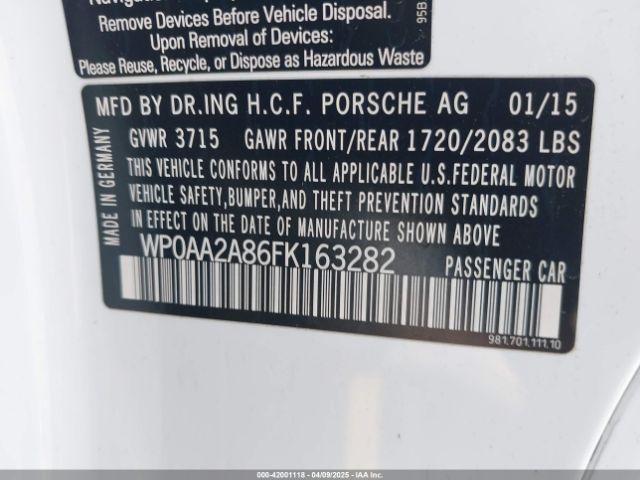 Remove Devices Before Vehicle Disposal.
Upon Removal of Devices:
Please Reuse, Recycle, or Dispose as Hazardous Waste
95B
MFD BY DR.ING H.C.F. PORSCHE AG 01/15
GVWR 3715 GAWR FRONT/REAR 1720/2083 LBS
THIS VEHICLE CONFORMS TO ALL APPLICABLE U.S.FEDERAL MOTOR
VEHICLE SAFETY,BUMPER,AND THEFT PREVENTION STANDARDS
IN EFFECT ON THE DATE OF MANUFACTURE SHOWN ABOVE
MADE IN GERMANY
WP0AA2A86FK163282 PASSENGER CAR
981.701.111.10
000-42001118 - 04/09/2025 - IAAI.com